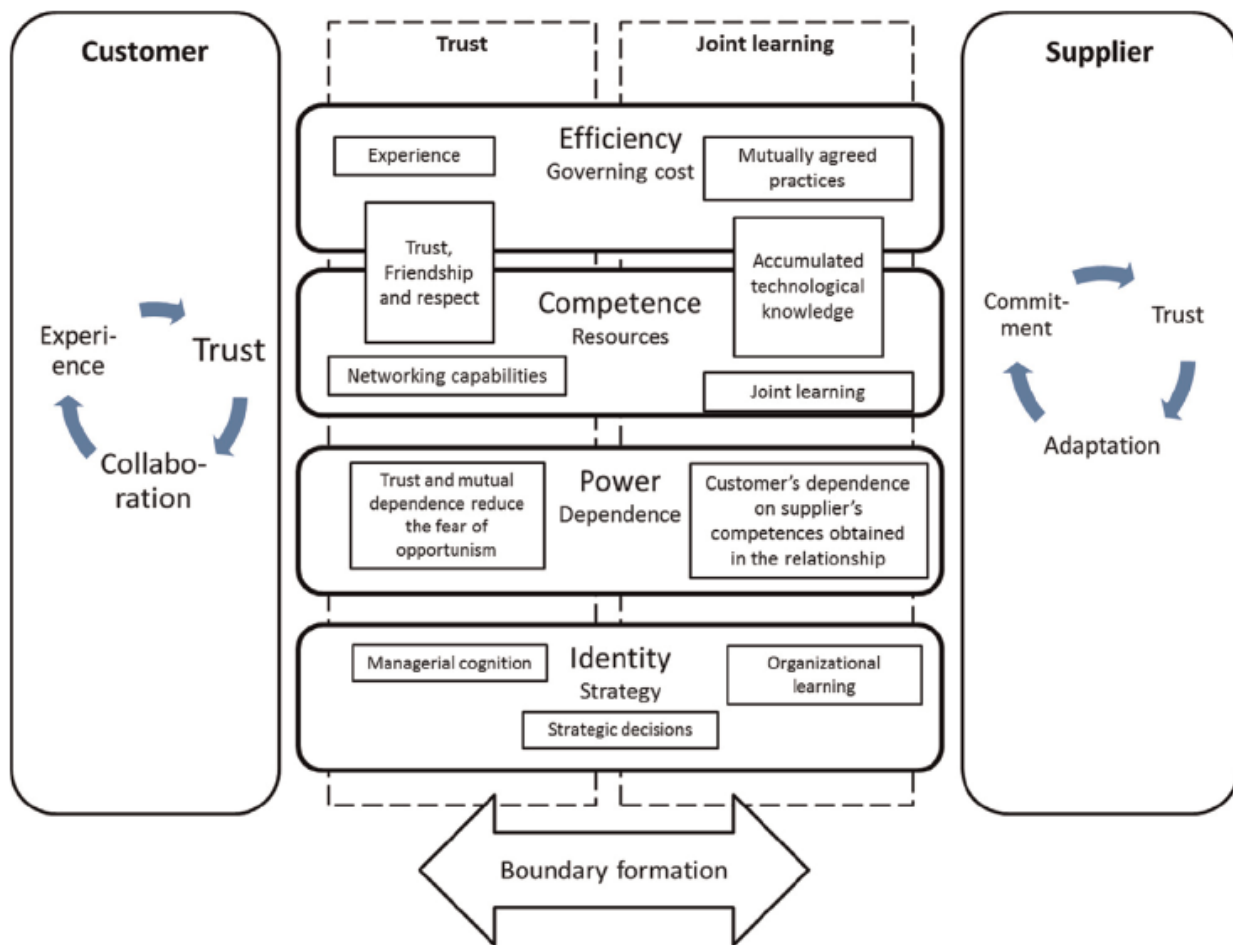 Customer
Trust
Joint learning
Supplier
Efficiency
Governing cost
Experience
Mutually agreed
practices
Trust,
Friendship
and respect
Accumulated
technological
knowledge
Competence
Resources
Networking capabilities
Joint learning
Experi-
ence
Trust
Collabo-
ration
Commit-
ment
Trust
Adaptation
Power
Dependence
Trust and mutual
dependence reduce
the fear of
opportunism
Customer's dependence
on supplier's
competences obtained
in the relationship
Identity
Strategy
Managerial cognition
Organizational
learning
Strategic decisions
Boundary formation